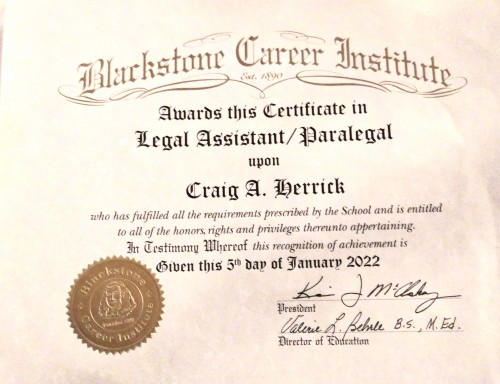 Blackstone Career Institute
Est. 1890
Awards this Certificate in
Legal Assistant/Paralegal
upon
Craig A. Herrick
who has fulfilled all the requirements prescribed by the School and is entitled
to all of the honors, rights and privileges thereunto appertaining.
In Testimony Whereof this recognition of achievement is
Given this 5th day of January 2022
President
Valerie L. Behrle B.S., M.Ed.
Director of Education
Blackstone
Career Institute